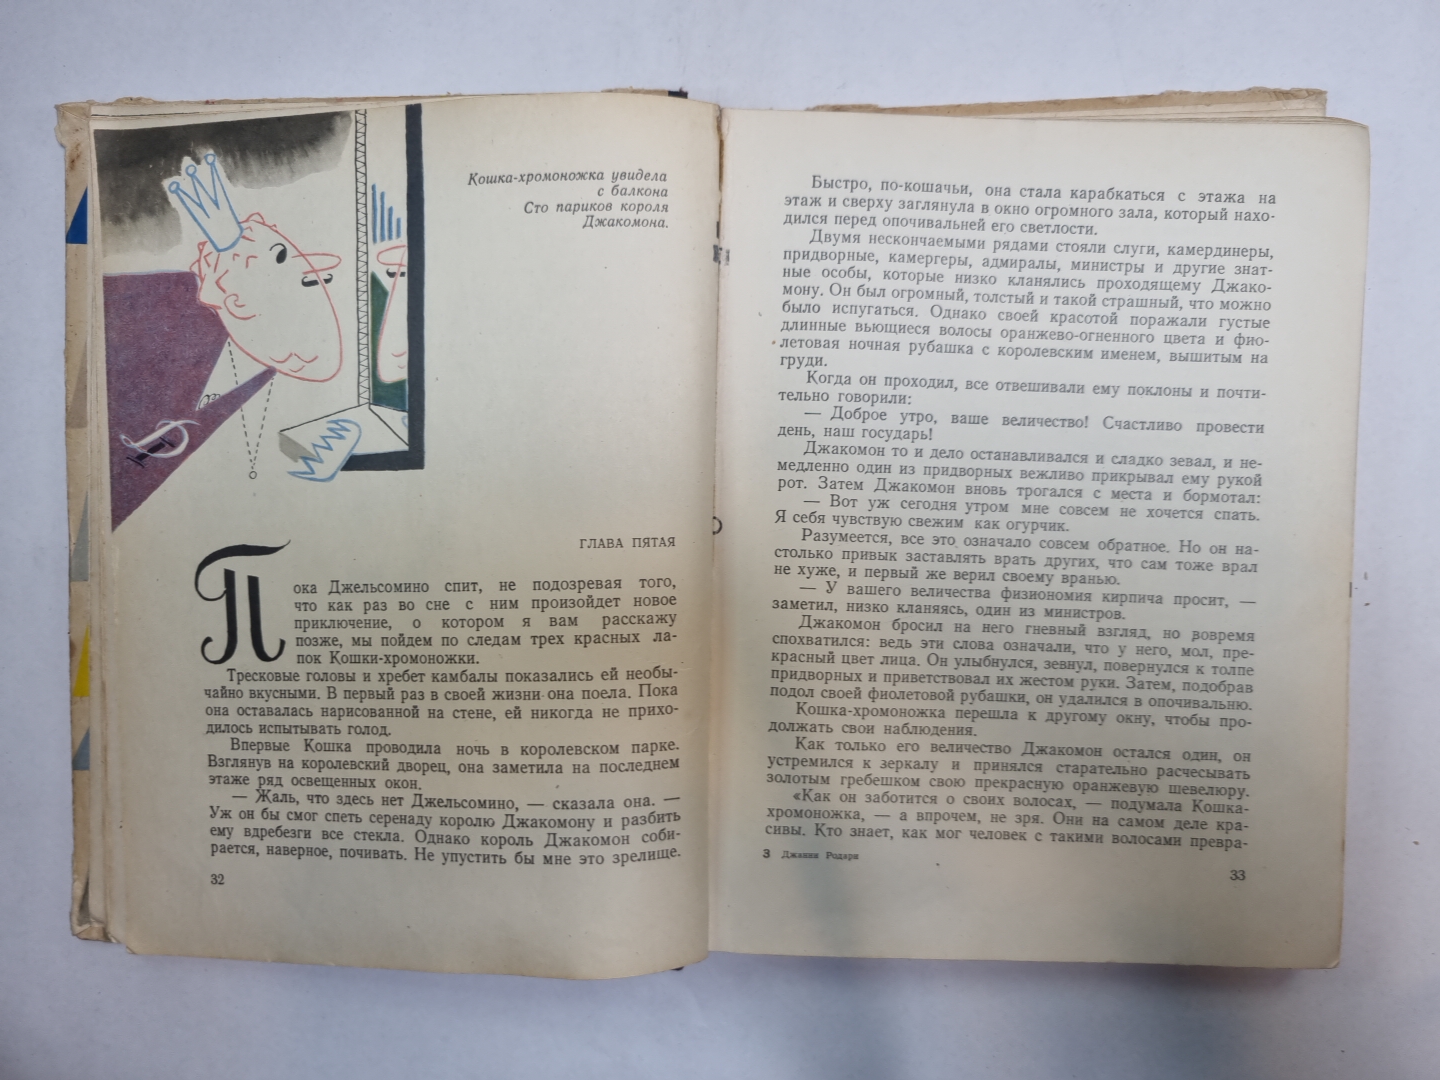 Кошка-хромоножка увидела
с балкона
Сто париков короля
Джакомона.
ГЛАВА ПЯТАЯ
Пока Джельсомино спит, не подозревая того,
что как раз во сне с ним произойдет новое
приключение, о котором я вам расскажу
позже, мы пойдем по следам трех красных ла-
пок Кошки-хромоножки.
Тресковые головы и хребет камбалы показались ей необы-
чайно вкусными. В первый раз в своей жизни она поела. Пока
она оставалась нарисованной на стене, ей никогда не прихо-
дилось испытывать голод.
Впервые Кошка проводила ночь в королевском парке.
Взглянув на королевский дворец, она заметила на последнем
этаже ряд освещенных окон.
— Жаль, что здесь нет Джельсомино, — сказала она. —
Уж он бы смог спеть серенаду королю Джакомону и разбить
ему вдребезги все стекла. Однако король Джакомон соби-
рается, наверное, почивать. Не упустить бы мне это зрелище.
32
Быстро, по-кошачьи, она стала карабкаться с этажа на
этаж и сверху заглянула в окно огромного зала, который нахо-
дился перед опочивальней его светлости.
Двумя нескончаемыми рядами стояли слуги, камердинеры,
придворные, камергеры, адмиралы, министры и другие знат-
ные особы, которые низко кланялись проходящему Джако-
мону. Он был огромный, толстый и такой страшный, что можно
было испугаться. Однако своей красотой поражали густые
длинные вьющиеся волосы оранжево-огненного цвета и фио-
летовая ночная рубашка с королевским именем, вышитым на
груди.
Когда он проходил, все отвешивали ему поклоны и почти-
тельно говорили:
— Доброе утро, ваше величество! Счастливо провести
день, наш государь!
Джакомон то и дело останавливался и сладко зевал, и не-
медленно один из придворных вежливо прикрывал ему рукой
рот. Затем Джакомон вновь трогался с места и бормотал:
— Вот уж сегодня утром мне совсем не хочется спать.
Я себя чувствую свежим как огурчик.
Разумеется, все это означало совсем обратное. Но он на-
столько привык заставлять врать других, что сам тоже врал
не хуже, и первый же верил своему вранью.
— У вашего величества физиономия кирпича просит, —
заметил, низко кланяясь, один из министров.
Джакомон бросил на него гневный взгляд, но вовремя
спохватился: ведь эти слова означали, что у него, мол, пре-
красный цвет лица. Он улыбнулся, зевнул, повернулся к толпе
придворных и приветствовал их жестом руки. Затем, подобрав
подол своей фиолетовой рубашки, он удалился в опочивальню.
Кошка-хромоножка перешла к другому окну, чтобы про-
должать свои наблюдения.
Как только его величество Джакомон остался один, он
устремился к зеркалу и принялся старательно расчесывать
золотым гребешком свою прекрасную оранжевую шевелюру.
«Как он заботится о своих волосах, — подумала Кошка-
хромоножка, — а впрочем, не зря. Они на самом деле кра-
сивы. Кто знает, как мог человек с такими волосами превра-
3 Джанни Родари
33